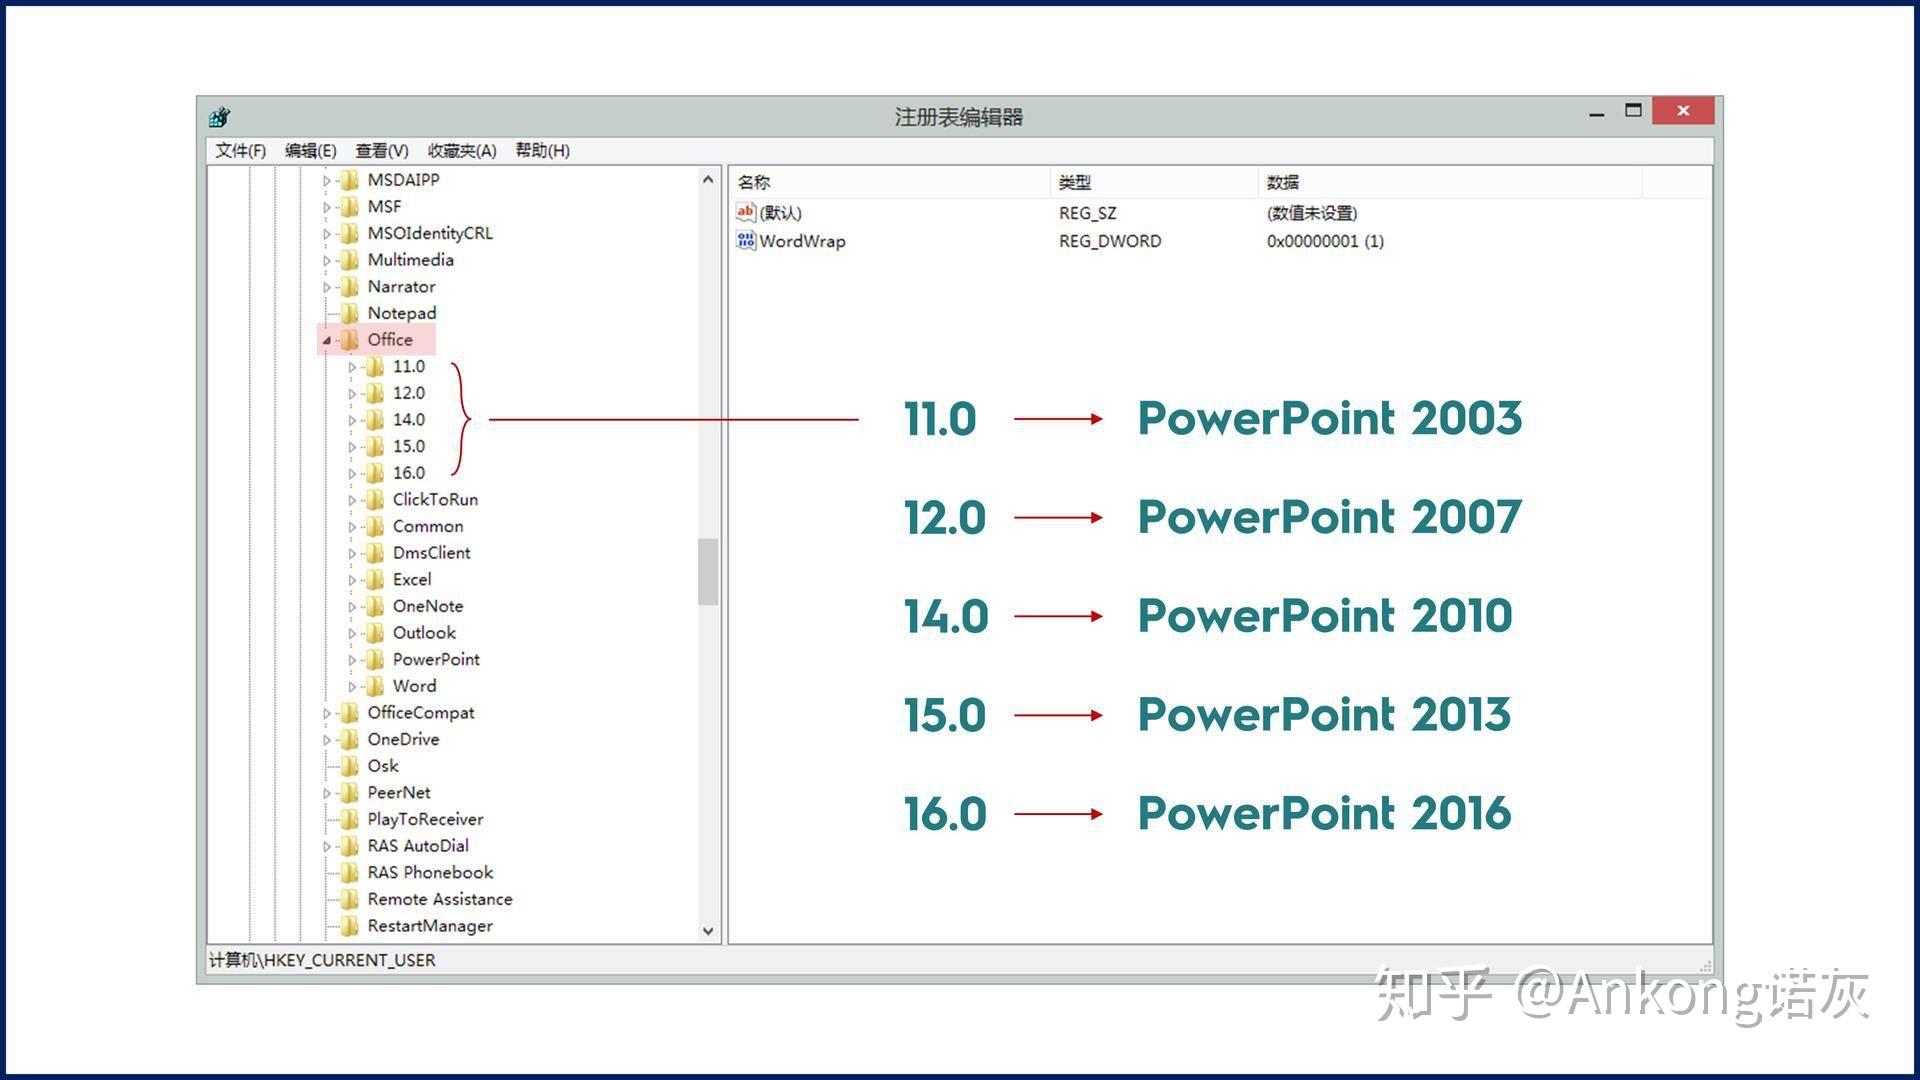 注册表编辑器
文件(F) 编辑(E) 查看(V) 收藏夹(A) 帮助(H)
MSDAIPP
MSF
MSOIdentityCRL
Multimedia
Narrator
Notepad
Office
11.0
12.0
14.0
15.0
16.0
ClickToRun
Common
DmsClient
Excel
OneNote
Outlook
PowerPoint
Word
OfficeCompat
OneDrive
Osk
PeerNet
PlayToReceiver
RAS AutoDial
RAS Phonebook
Remote Assistance
RestartManager
名称 类型 数据
ab (默认) REG_SZ (数值未设置)
WordWrap REG_DWORD 0x00000001 (1)
11.0 PowerPoint 2003
12.0 PowerPoint 2007
14.0 PowerPoint 2010
15.0 PowerPoint 2013
16.0 PowerPoint 2016
计算机\HKEY_CURRENT_USER
知乎 @Ankong诺灰